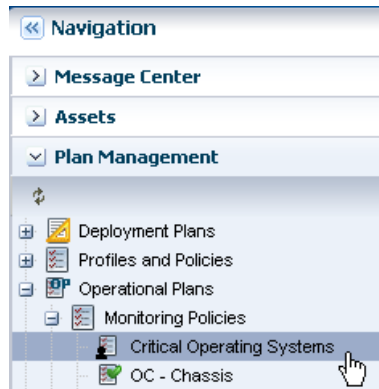 Navigation
Message Center
Assets
Plan Management
Deployment Plans
Profiles and Policies
Operational Plans
Monitoring Policies
Critical Operating Systems
OC - Chassis